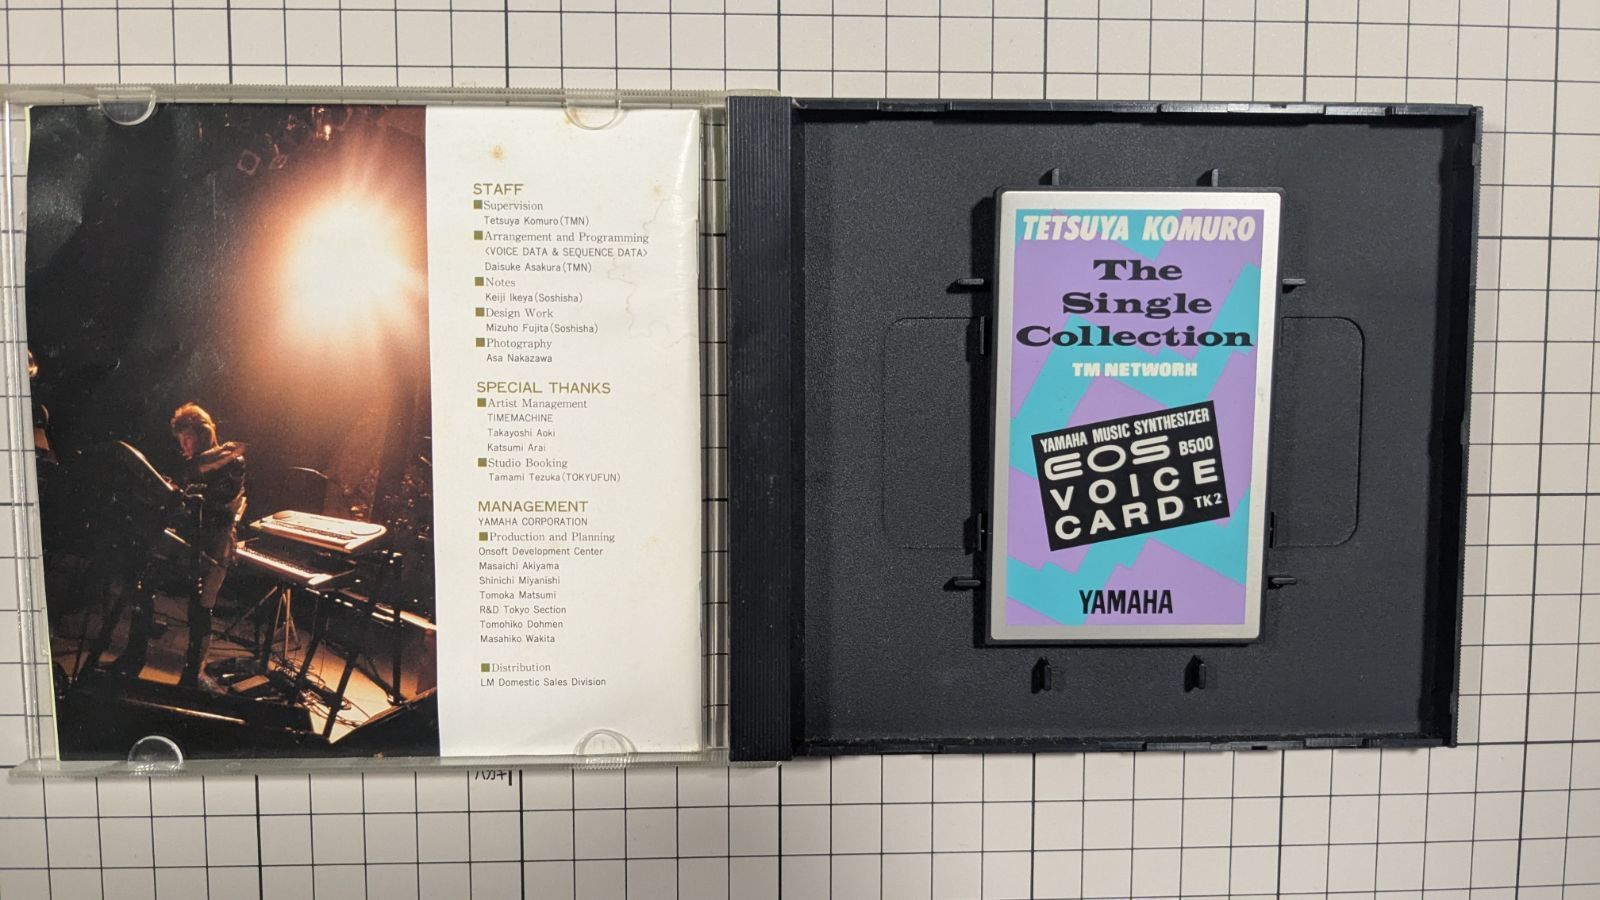 STAFF
■Supervision
Tetsuya Komuro(TMN)
■Arrangement and Programming
〈VOICE DATA & SEQUENCE DATA〉
Daisuke Asakura(TMN)
■Notes
Keiji Ikeya(Soshisha)
■Design Work
Mizuho Fujita(Soshisha)
■Photography
Asa Nakazawa
SPECIAL THANKS
■Artist Management
TIMEMACHINE
Takayoshi Aoki
Katsumi Arai
■Studio Booking
Tamami Tezuka(TOKYUFUN)
MANAGEMENT
YAMAHA CORPORATION
■Production and Planning
Onsoft Development Center
Masaichi Akiyama
Shinichi Miyanishi
Tomoka Matsumi
R&D Tokyo Section
Tomohiko Dohmen
Masahiko Wakita
■Distribution
LM Domestic Sales Division
TETSUYA KOMURO
The
Single
Collection
TM NETWORK
YAMAHA MUSIC SYNTHESIZER
EOS B500
VOICE
CARD TK2
YAMAHA
ハガキ